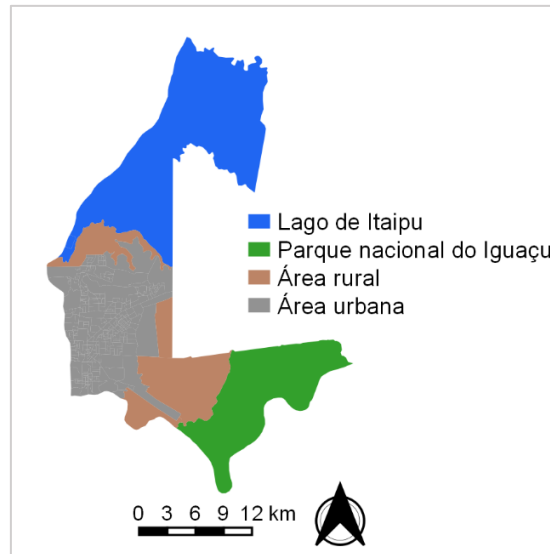 Lago de Itaipu
Parque nacional do Iguaçu
Área rural
Área urbana
0 3 6 9 12 km